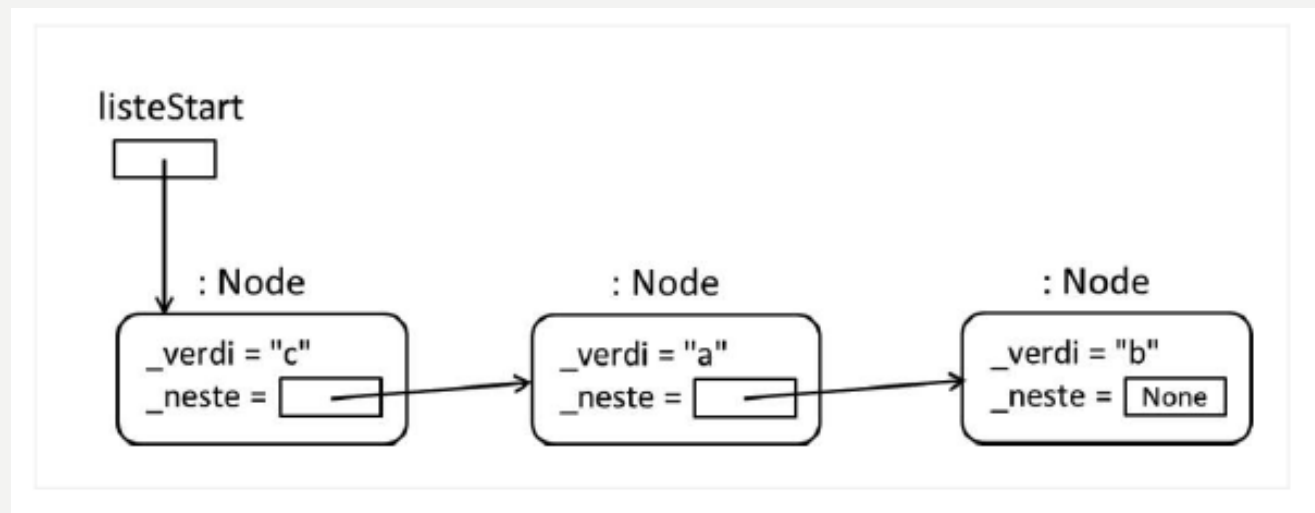 listeStart
: Node
: Node
: Node
_verdi = "c"
_neste =
_verdi = "a"
_neste =
_verdi = "b"
_neste = None